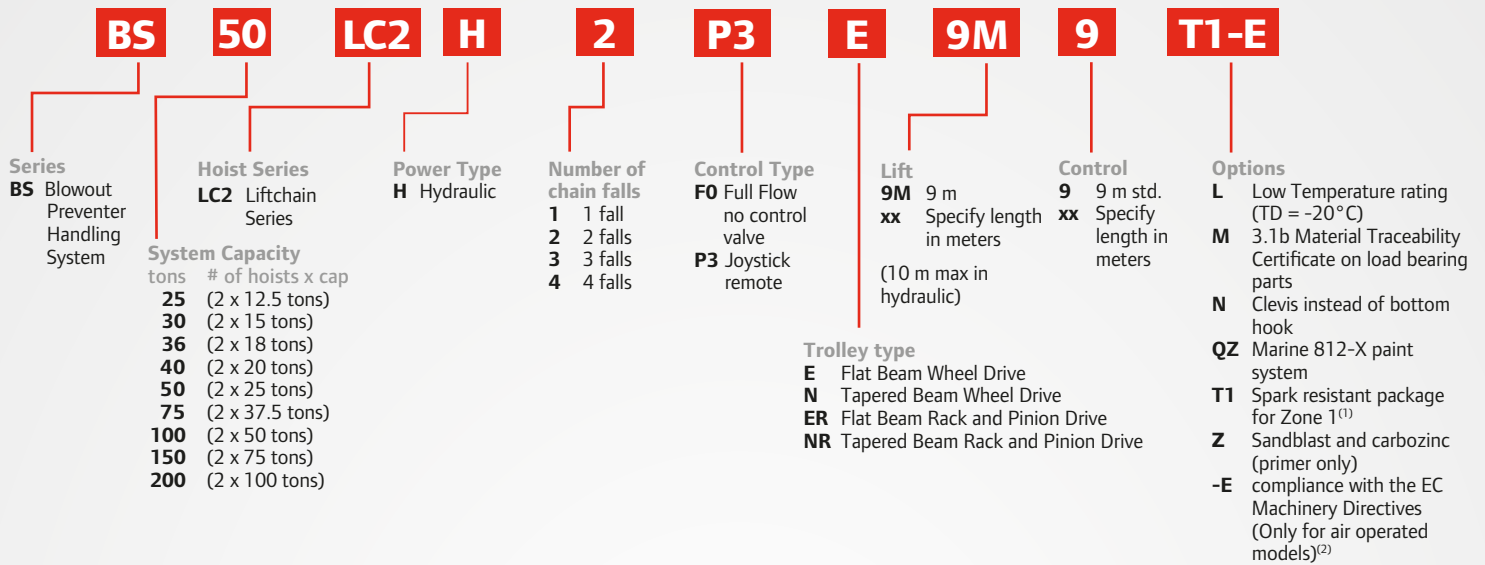 BS 50 LC2 H 2 P3 E 9M 9 T1-E
Series
BS Blowout
Preventer
Handling
System
System Capacity
tons # of hoists x cap
25 (2 x 12.5 tons)
30 (2 x 15 tons)
36 (2 x 18 tons)
40 (2 x 20 tons)
50 (2 x 25 tons)
75 (2 x 37.5 tons)
100 (2 x 50 tons)
150 (2 x 75 tons)
200 (2 x 100 tons)
Hoist Series
LC2 Liftchain
Series
Power Type
H Hydraulic
Number of
chain falls
1 1 fall
2 2 falls
3 3 falls
4 4 falls
Control Type
F0 Full Flow
no control
valve
P3 Joystick
remote
Trolley type
E Flat Beam Wheel Drive
N Tapered Beam Wheel Drive
ER Flat Beam Rack and Pinion Drive
NR Tapered Beam Rack and Pinion Drive
Lift
9M 9 m
xx Specify length
in meters
(10 m max in
hydraulic)
Control
9 9 m std.
xx Specify
length in
meters
Options
L Low Temperature rating
(TD = -20°C)
M 3.1b Material Traceability
Certificate on load bearing
parts
N Clevis instead of bottom
hook
QZ Marine 812-X paint
system
T1 Spark resistant package
for Zone 1(1)
Z Sandblast and carbozinc
(primer only)
-E compliance with the EC
Machinery Directives
(Only for air operated
models)(2)